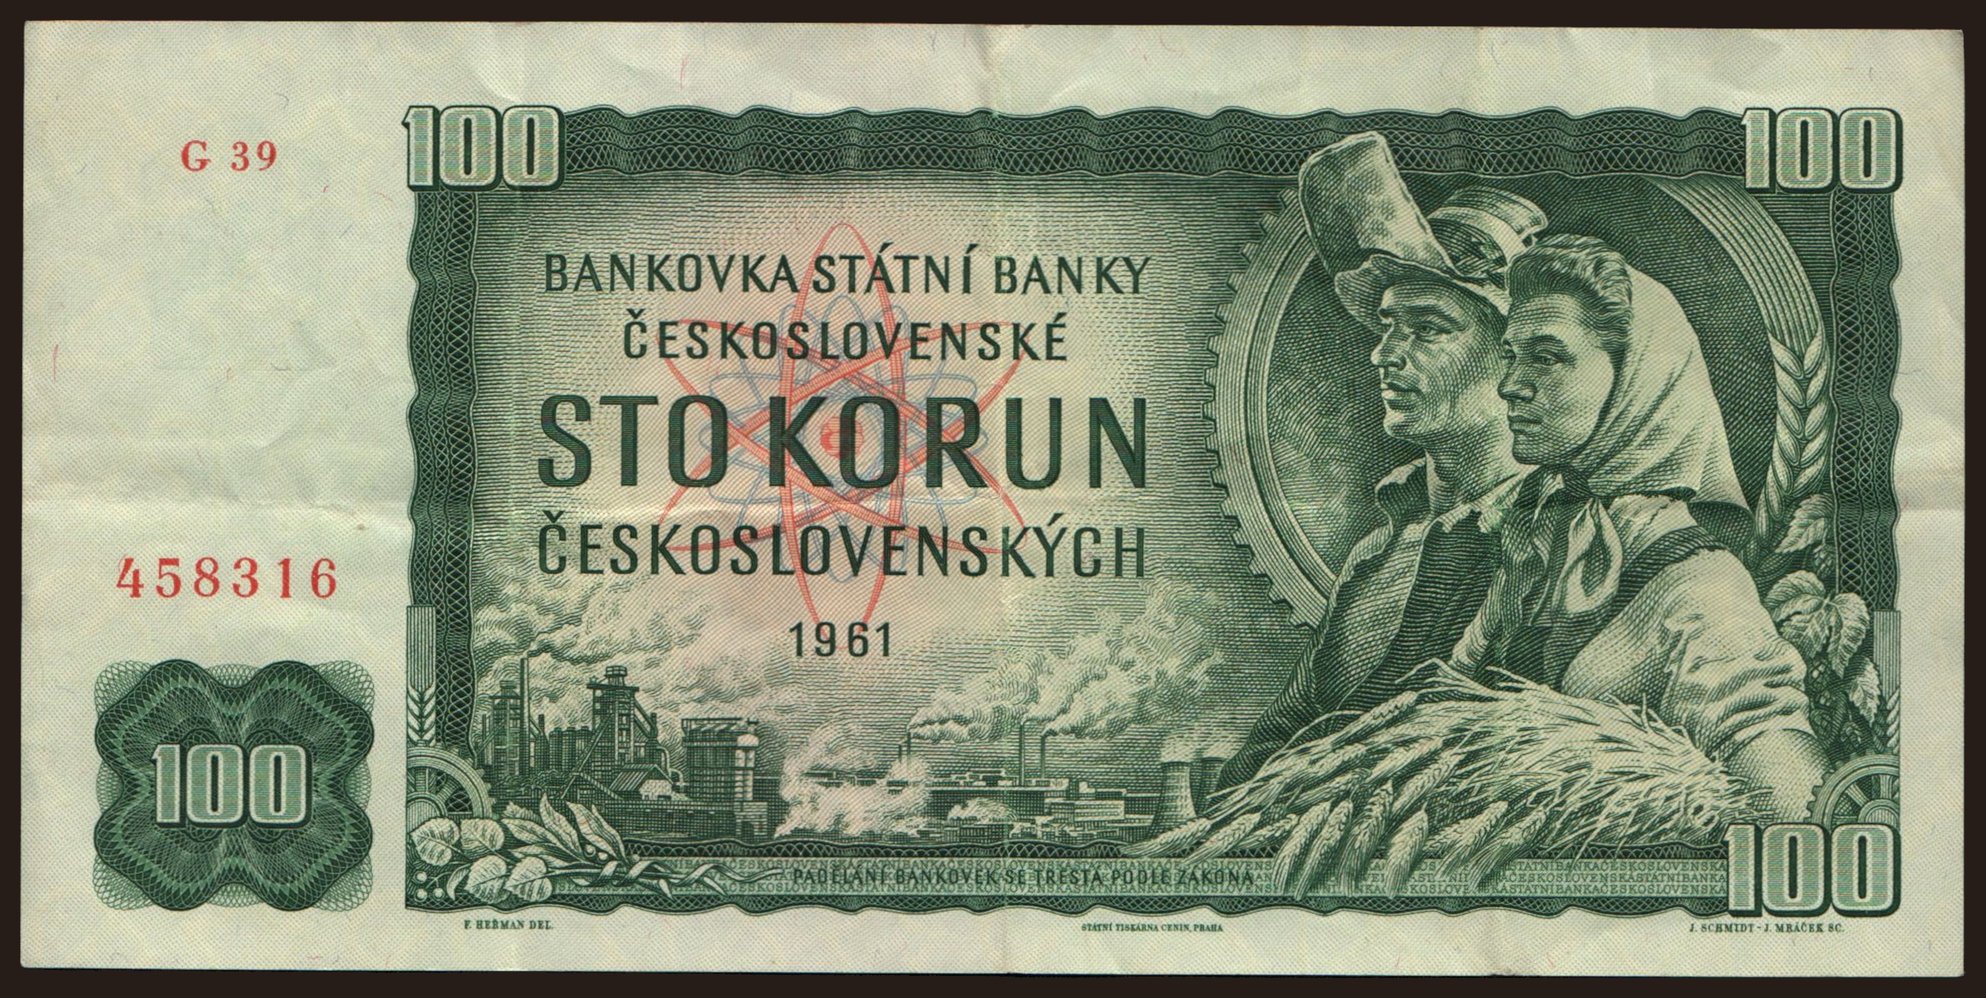 100
100
G 39
BANKOVKA STÁTNÍ BANKY
ČESKOSLOVENSKÉ
STO KORUN
ČESKOSLOVENSKÝCH
458316
1961
100
PADĚLÁNÍ BANKOVEK SE TRESTÁ PODLE ZÁKONA
100
F. HEŘMAN DEL.
STÁTNÍ TISKÁRNA CENIN, PRAHA
J. SCHMIDT - J. MRÁČEK SC.